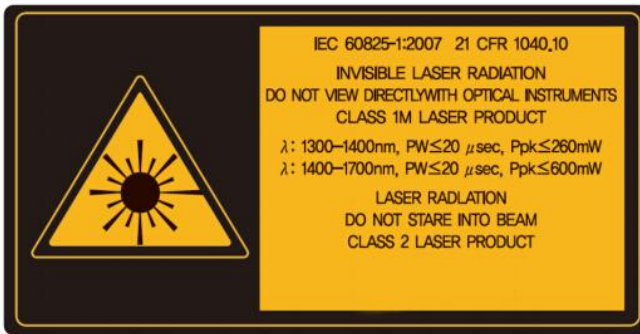 IEC 60825-1:2007 21 CFR 1040.10
INVISIBLE LASER RADIATION
DO NOT VIEW DIRECTLYWITH OPTICAL INSTRUMENTS
CLASS 1M LASER PRODUCT
λ: 1300-1400nm, PW≤20 μsec, Ppk≤260mW
λ: 1400-1700nm, PW≤20 μsec, Ppk≤600mW
LASER RADLATION
DO NOT STARE INTO BEAM
CLASS 2 LASER PRODUCT